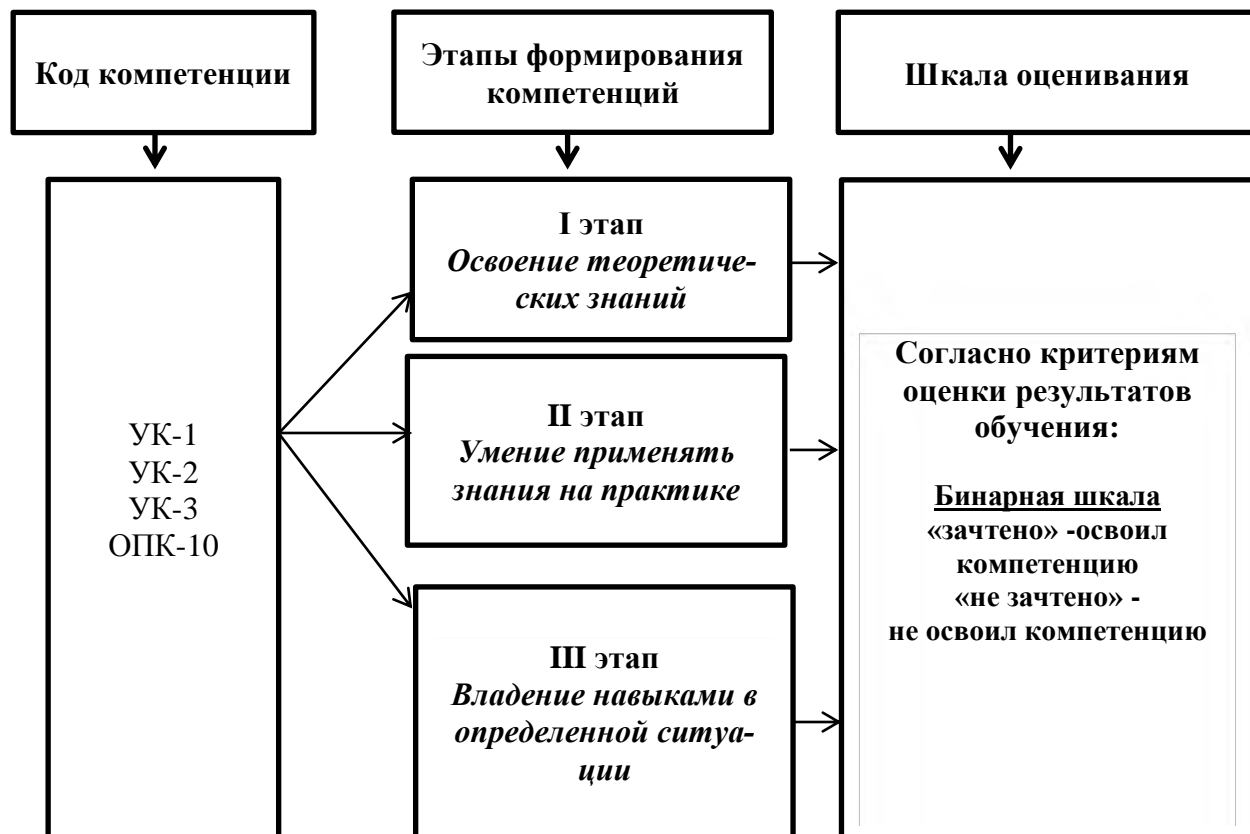 Код компетенции
Этапы формирования
компетенций
Шкала оценивания
УК-1
УК-2
УК-3
ОПК-10
I этап
Освоение теоретиче-
ских знаний
II этап
Умение применять
знания на практике
III этап
Владение навыками в
определенной ситуа-
ции
Согласно критериям
оценки результатов
обучения:
Бинарная шкала
«зачтено» -освоил
компетенцию
«не зачтено» -
не освоил компетенцию